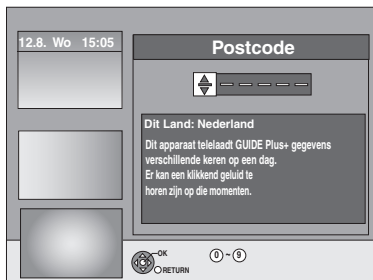 12.8. Wo 15:05
Postcode
– – – – –
Dit Land: Nederland
Dit apparaat telelaadt GUIDE Plus+ gegevens
verschillende keren op een dag.
Er kan een klikkend geluid te
horen zijn op die momenten.
OK
RETURN
0 ~ 9